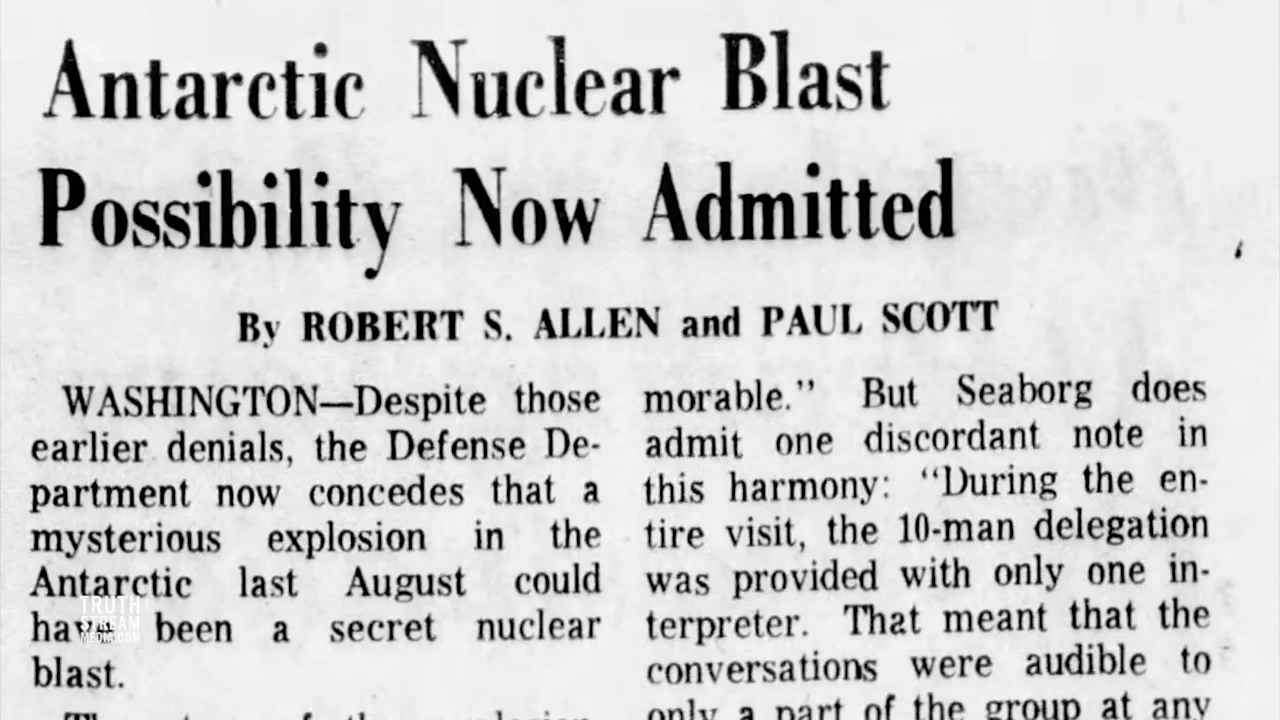 Antarctic Nuclear Blast
Possibility Now Admitted
By ROBERT S. ALLEN and PAUL SCOTT
WASHINGTON—Despite those
earlier denials, the Defense De-
partment now concedes that a
mysterious explosion in the
Antarctic last August could
have been a secret nuclear
blast.
morable." But Seaborg does
admit one discordant note in
this harmony: "During the en-
tire visit, the 10-man delegation
was provided with only one in-
terpreter. That meant that the
conversations were audible to
only a part of the group at any
TRUTH
STREAM
MEDIA.COM